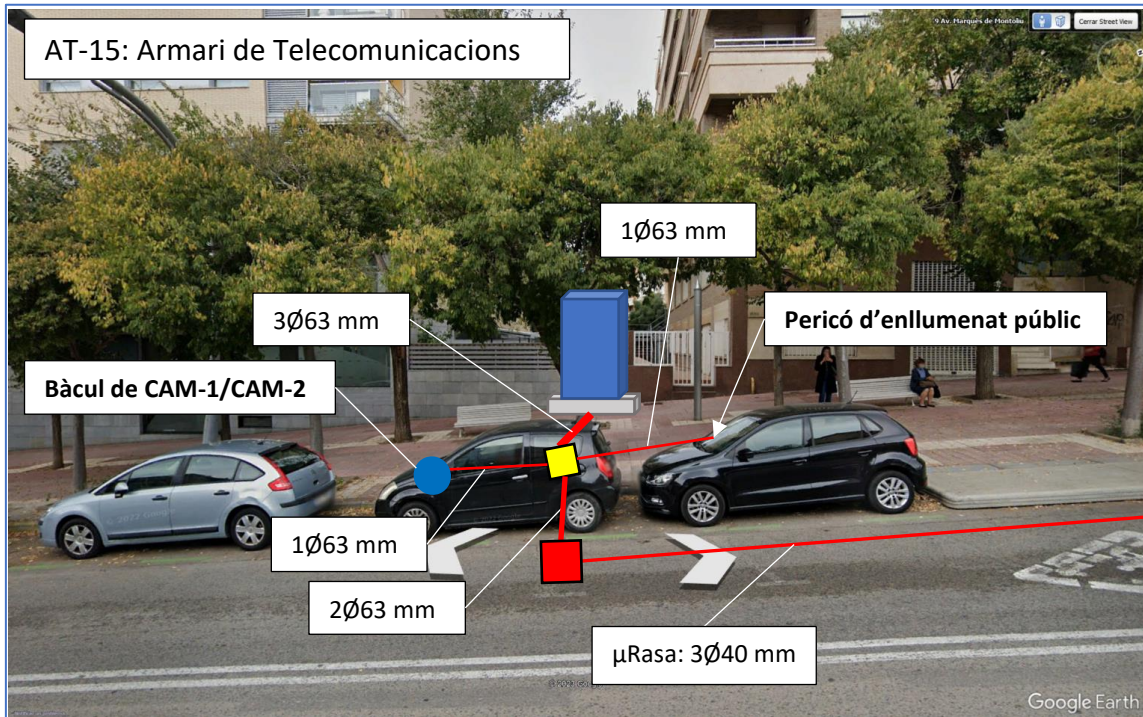 AT-15: Armari de Telecomunicacions
9 Av. Marqués de Montoliu
Cerrar Street View
1Ø63 mm
3Ø63 mm
Pericó d’enllumenat públic
Bàcul de CAM-1/CAM-2
1Ø63 mm
2Ø63 mm
µRasa: 3Ø40 mm
Google Earth